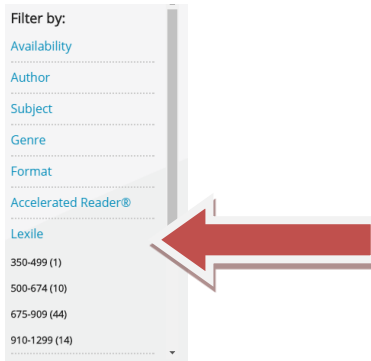 Filter by:
Availability
Author
Subject
Genre
Format
Accelerated Reader®
Lexile
350-499 (1)
500-674 (10)
675-909 (44)
910-1299 (14)